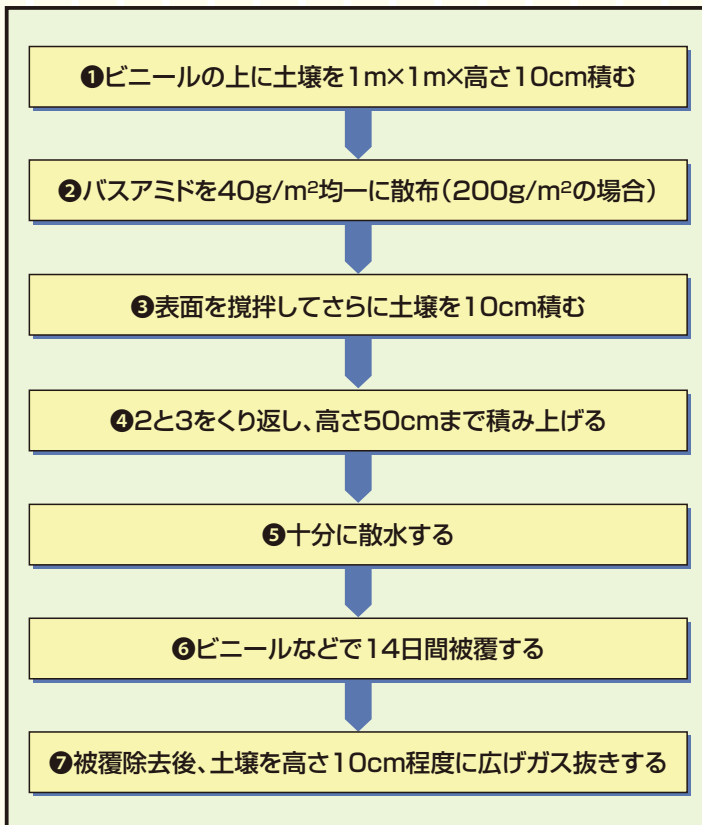 ❶ビニールの上に土壌を1m×1m×高さ10cm積む
❷バスアミドを40g/m²均一に散布（200g/m²の場合）
❸表面を撹拌してさらに土壌を10cm積む
❹2と3をくり返し、高さ50cmまで積み上げる
❺十分に散水する
❻ビニールなどで14日間被覆する
❼被覆除去後、土壌を高さ10cm程度に広げガス抜きする